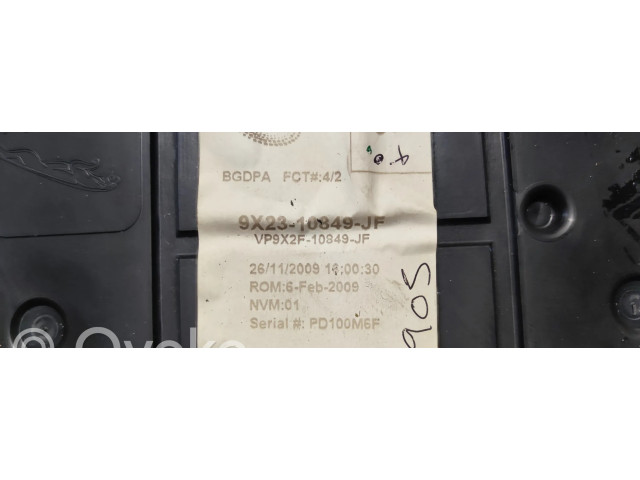 BGDPA FCT#:4/2
9X23-10849-JF
VP9X2F-10849-JF
26/11/2009 18:00:30
ROM:6-Feb-2009
NVM:01
Serial #: PD100M6F
905
© Ovoko